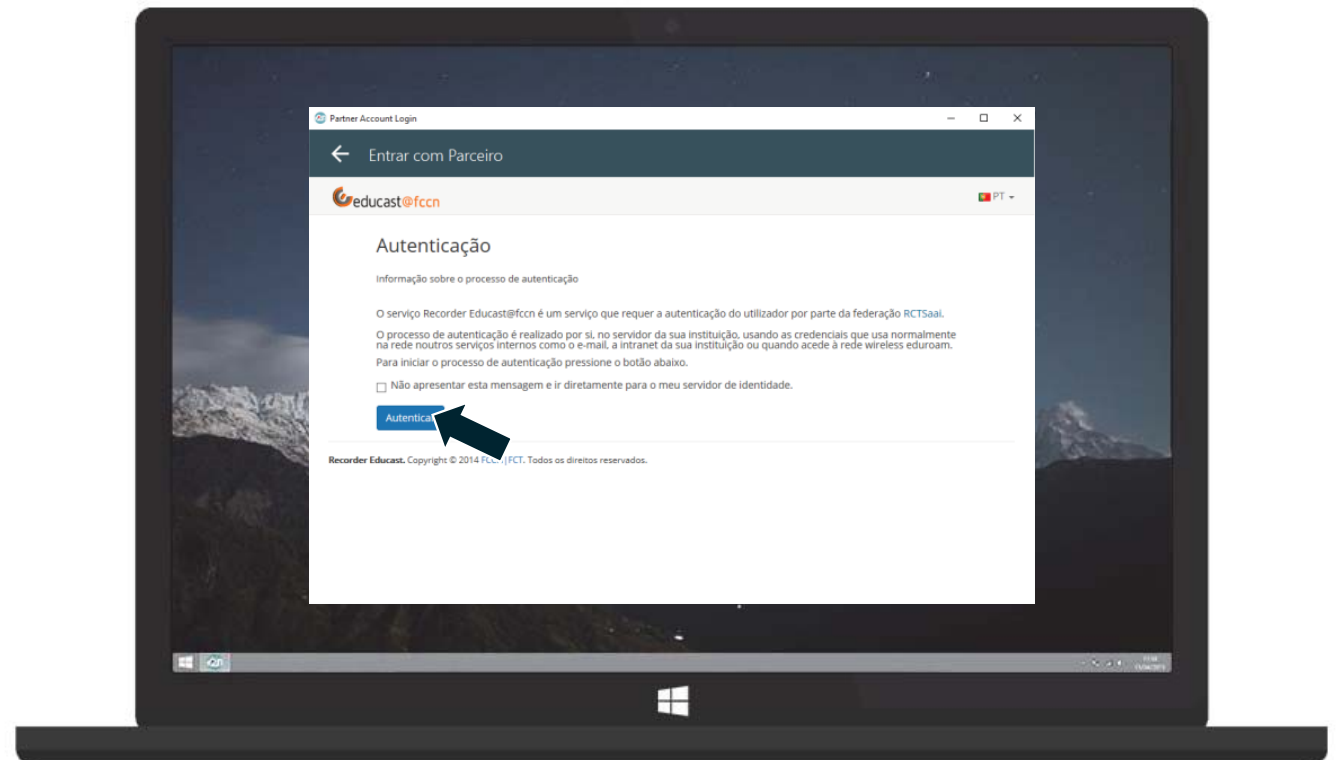 Partner Account Login
Entrar com Parceiro
educast@fccn
PT
Autenticação
Informação sobre o processo de autenticação
O serviço Recorder Educast@fccn é um serviço que requer a autenticação do utilizador por parte da federação RCTSaai.
O processo de autenticação é realizado por si, no servidor da sua instituição, usando as credenciais que usa normalmente
na rede noutros serviços internos como o e-mail, a intranet da sua instituição ou quando acede à rede wireless eduroam.
Para iniciar o processo de autenticação pressione o botão abaixo.
Não apresentar esta mensagem e ir diretamente para o meu servidor de identidade.
Recorder Educast. Copyright © 2014 FCT. Todos os direitos reservados.